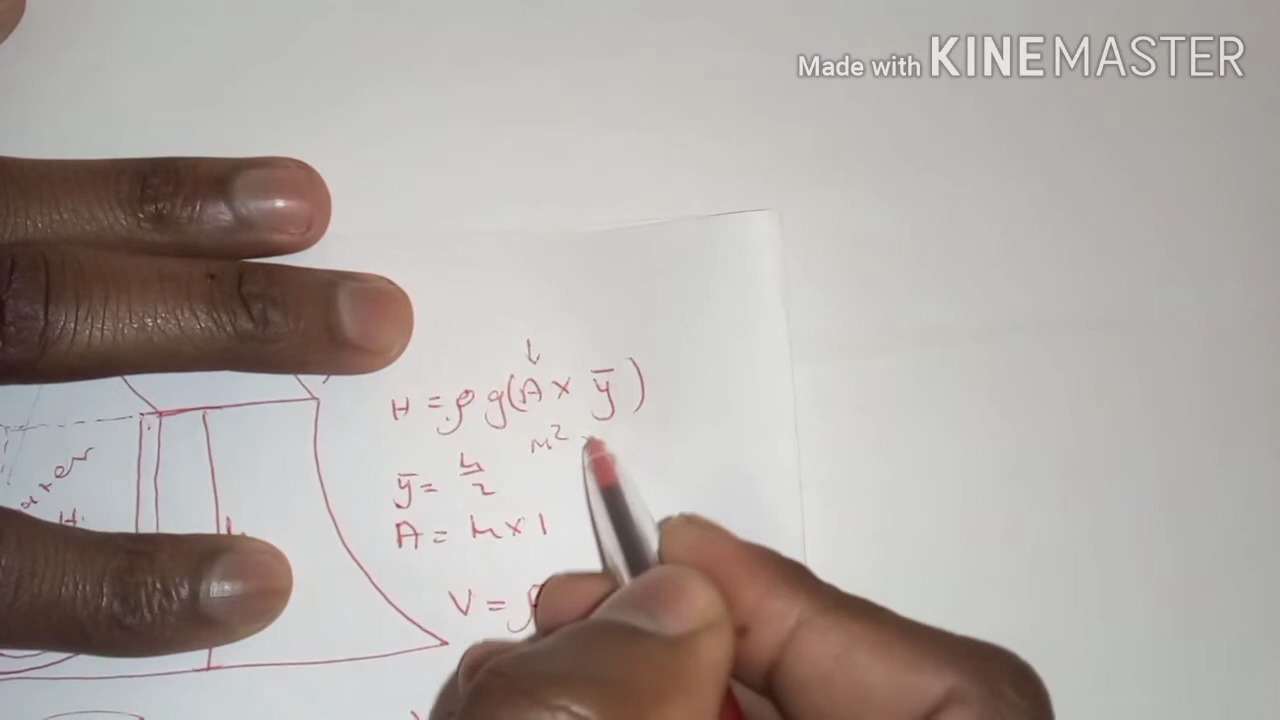 Made with KINEMASTER
↓
H = ρg(A × ȳ)
m²
ȳ = h/2
A = h × 1
V = ρ
h
H